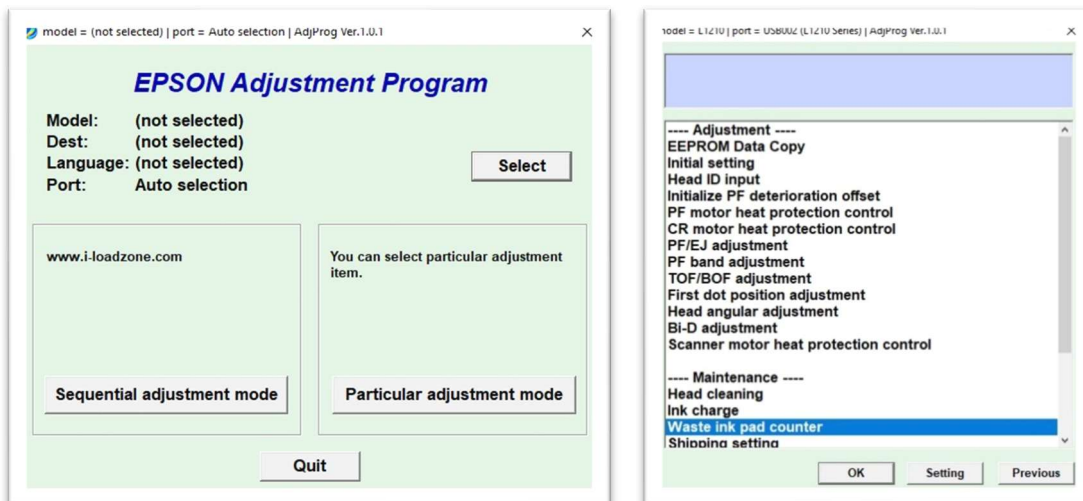 model = (not selected) | port = Auto selection | AdjProg Ver.1.0.1
EPSON Adjustment Program
Model: (not selected)
Dest: (not selected)
Language: (not selected)
Port: Auto selection
Select
www.i-loadzone.com
Sequential adjustment mode
You can select particular adjustment
item.
Particular adjustment mode
Quit
model = L1210 | port = USB002 (L1210 Series) | AdjProg Ver.1.0.1
---- Adjustment ----
EEPROM Data Copy
Initial setting
Head ID input
Initialize PF deterioration offset
PF motor heat protection control
CR motor heat protection control
PF/EJ adjustment
PF band adjustment
TOF/BOF adjustment
First dot position adjustment
Head angular adjustment
Bi-D adjustment
Scanner motor heat protection control
---- Maintenance ----
Head cleaning
Ink charge
Waste ink pad counter
Shipping setting
OK
Setting
Previous